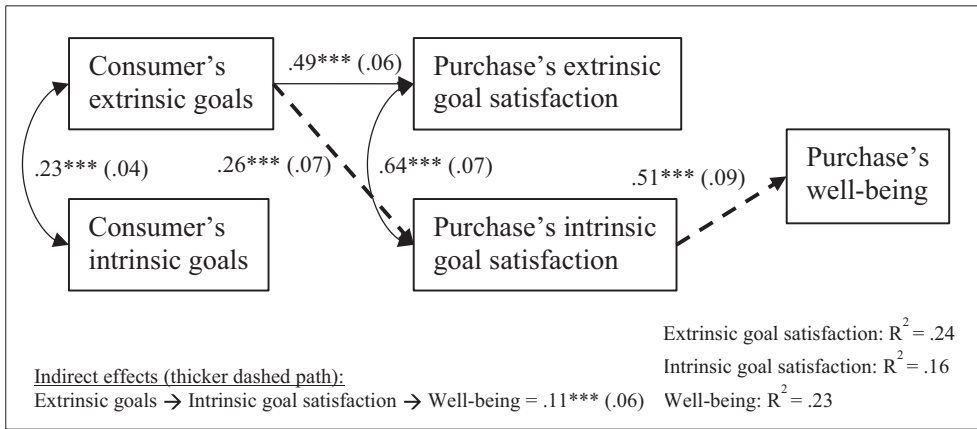 Consumer's
extrinsic goals
.49*** (.06)
Purchase's extrinsic
goal satisfaction
.23*** (.04)
.26*** (.07)
.64*** (.07)
.51*** (.09)
Purchase's
well-being
Consumer's
intrinsic goals
Purchase's intrinsic
goal satisfaction
Extrinsic goal satisfaction: R² = .24
Intrinsic goal satisfaction: R² = .16
Indirect effects (thicker dashed path):
Extrinsic goals → Intrinsic goal satisfaction → Well-being = .11*** (.06)
Well-being: R² = .23